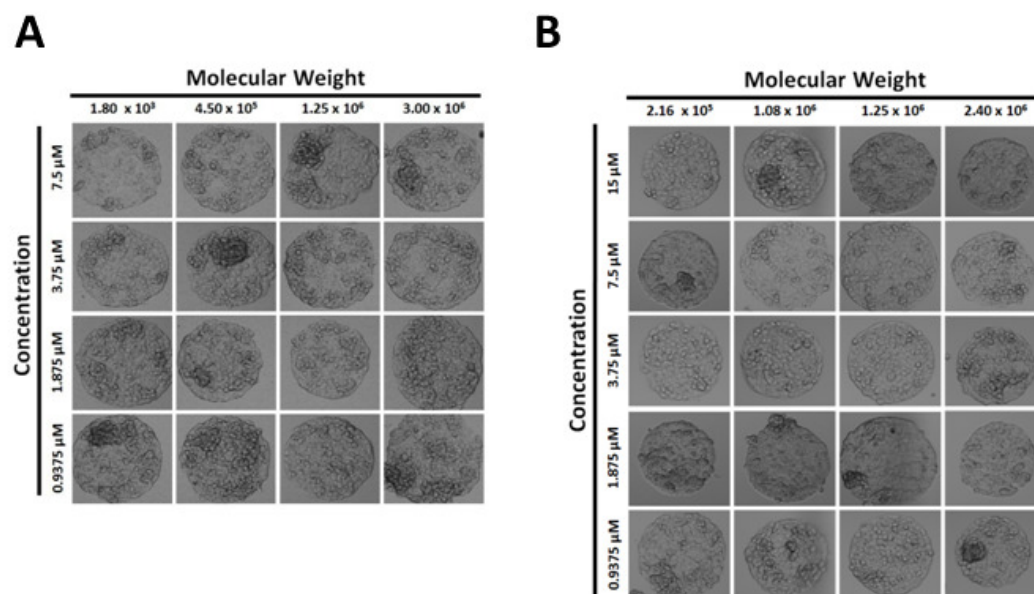 A
Molecular Weight
1.80 x 10³ 4.50 x 10⁵ 1.25 x 10⁶ 3.00 x 10⁶
Concentration
7.5 µM
3.75 µM
1.875 µM
0.9375 µM
B
Molecular Weight
2.16 x 10⁵ 1.08 x 10⁶ 1.25 x 10⁶ 2.40 x 10⁶
Concentration
15 µM
7.5 µM
3.75 µM
1.875 µM
0.9375 µM